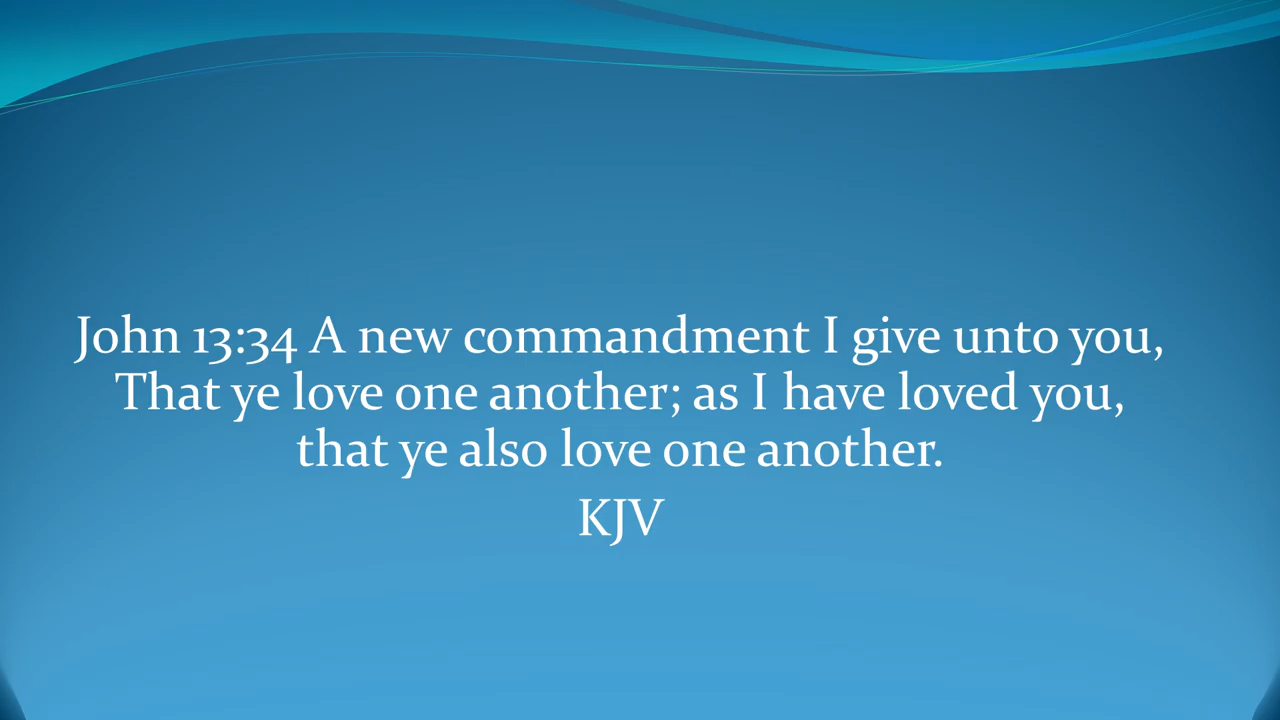 John 13:34 A new commandment I give unto you,
That ye love one another; as I have loved you,
that ye also love one another.
KJV